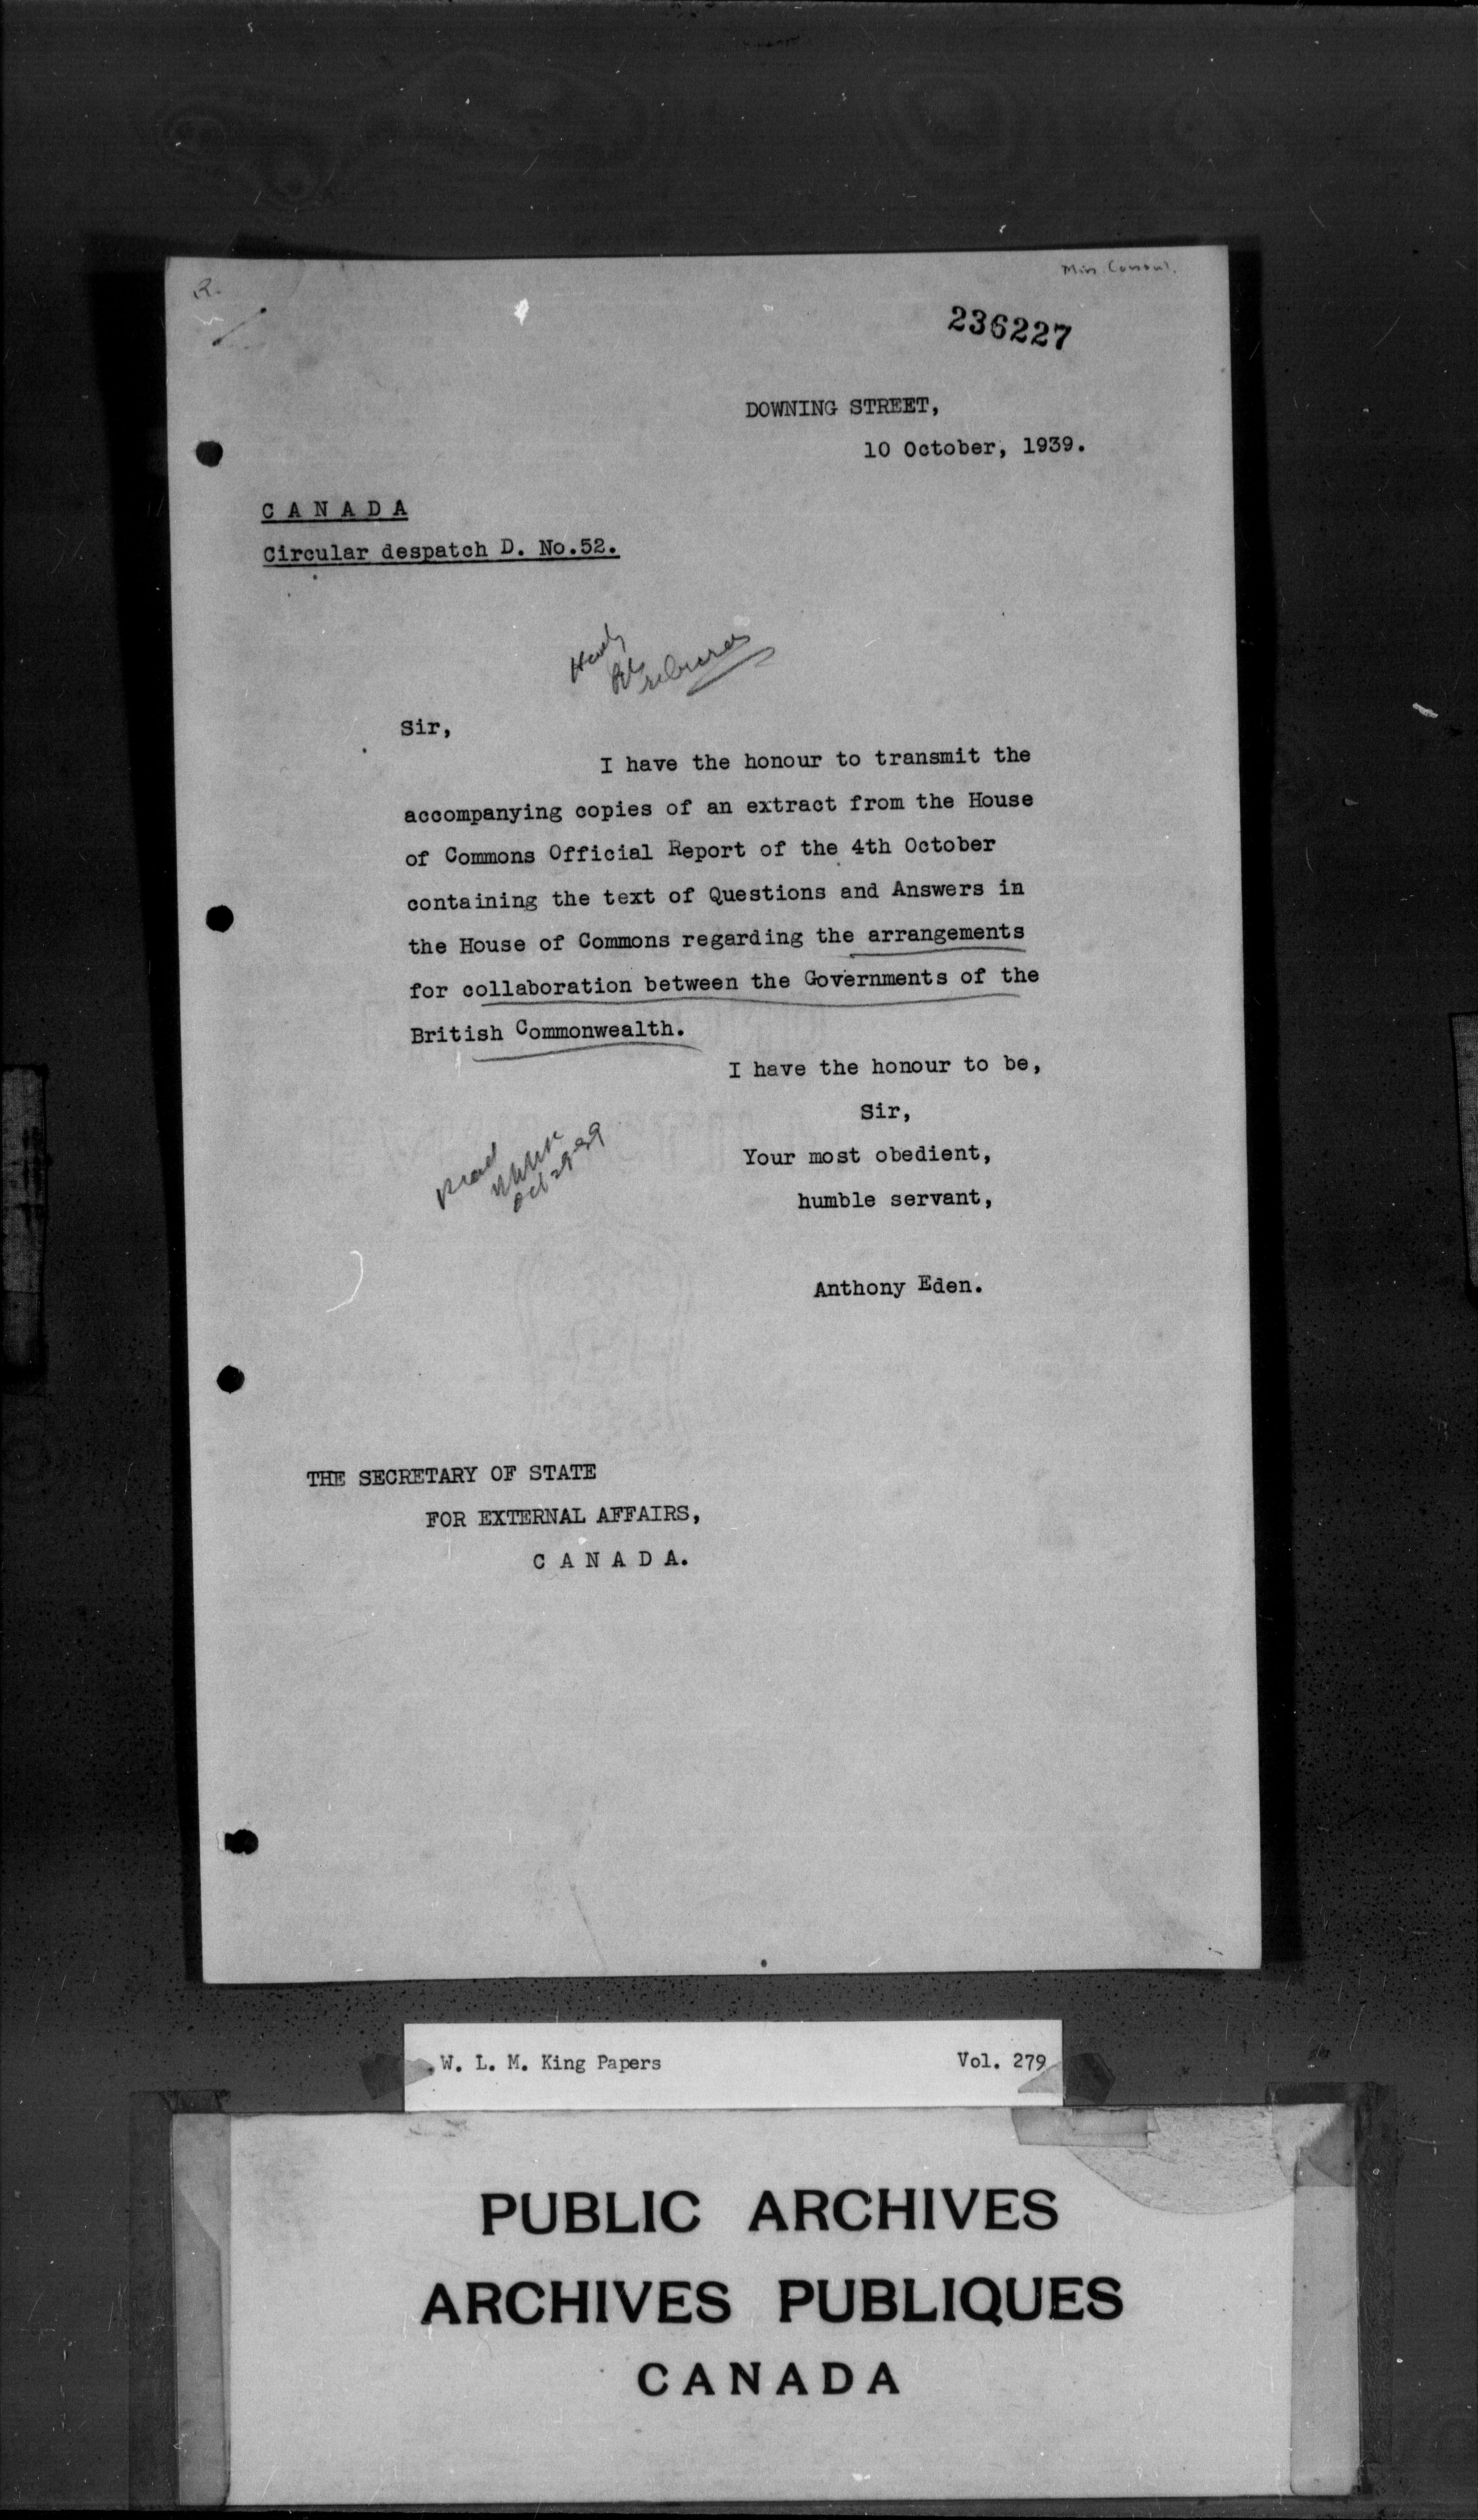 R.
236227
DOWNING STREET,
10 October, 1939.
C A N A D A
Circular despatch D. No.52.
Sir,
I have the honour to transmit the
accompanying copies of an extract from the House
of Commons Official Report of the 4th October
containing the text of Questions and Answers in
the House of Commons regarding the arrangements
for collaboration between the Governments of the
British Commonwealth.
I have the honour to be,
Sir,
Your most obedient,
humble servant,
Read
Oct 29-39
Anthony Eden.
THE SECRETARY OF STATE
FOR EXTERNAL AFFAIRS,
C A N A D A.
W. L. M. King Papers Vol. 279
PUBLIC ARCHIVES
ARCHIVES PUBLIQUES
CANADA